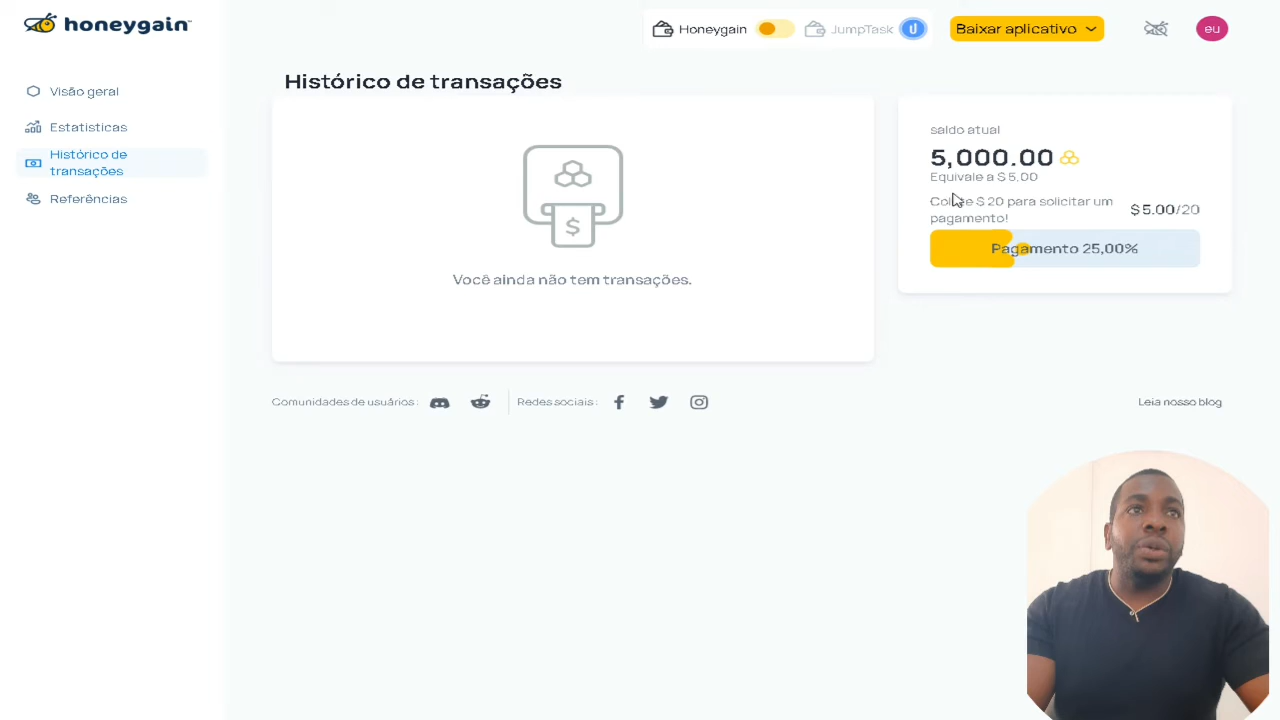 honeygain
Honeygain
JumpTask
Baixar aplicativo
eu
Visão geral
Estatisticas
Histórico de
transações
Referências
Histórico de transações
$
Você ainda não tem transações.
saldo atual
5,000.00
Equivale a $ 5.00
$ 20 para solicitar um
pagamento!
$5.00/20
Pagamento 25,00%
Comunidades de usuários :
Redes sociais :
Leia nosso blog